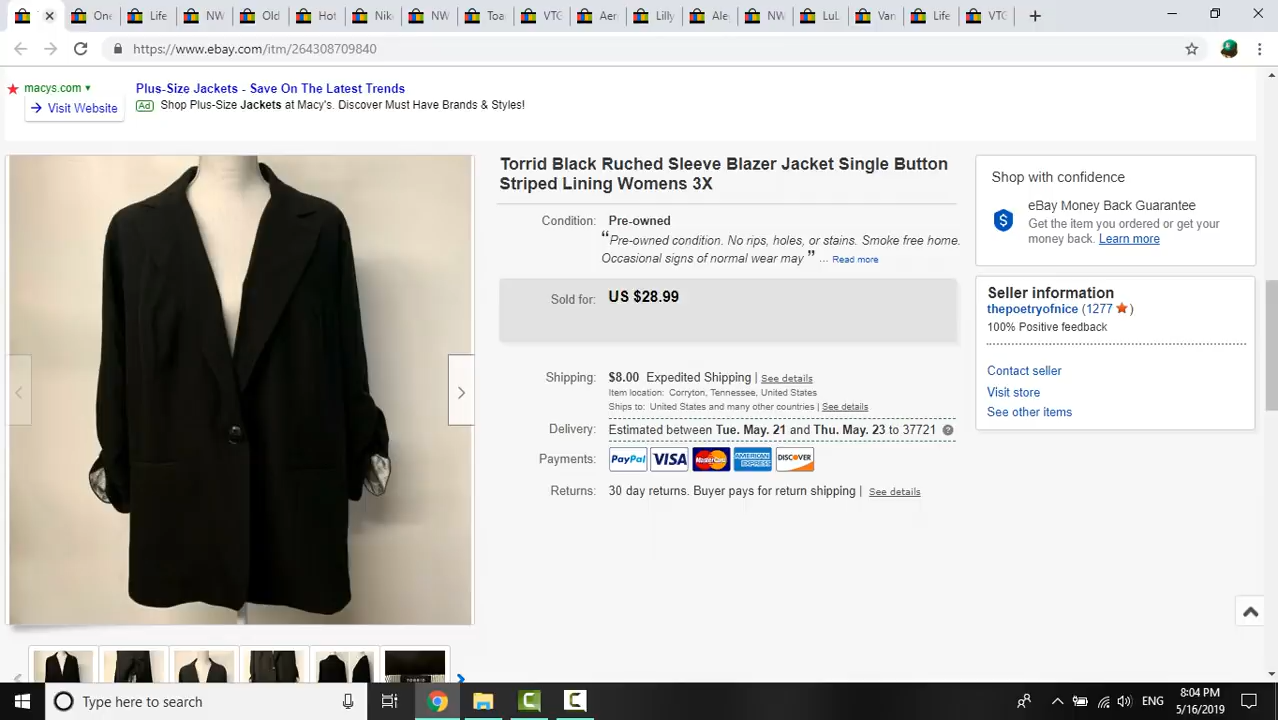 One
Life
NW
Old
Hot
Nik
NW
Toa
VTG
Aer
Lilly
Ale
NW
LuL
Van
Life
VTG
https://www.ebay.com/itm/264308709840
macys.com
Visit Website
Plus-Size Jackets - Save On The Latest Trends
Ad Shop Plus-Size Jackets at Macy's. Discover Must Have Brands & Styles!
Torrid Black Ruched Sleeve Blazer Jacket Single Button
Striped Lining Womens 3X
Condition: Pre-owned
“Pre-owned condition. No rips, holes, or stains. Smoke free home.
Occasional signs of normal wear may ” ... Read more
Sold for: US $28.99
Shipping: $8.00 Expedited Shipping | See details
Item location: Corryton, Tennessee, United States
Ships to: United States and many other countries | See details
Delivery: Estimated between Tue. May. 21 and Thu. May. 23 to 37721
Payments: PayPal VISA MasterCard AMERICAN EXPRESS DISCOVER
Returns: 30 day returns. Buyer pays for return shipping | See details
Shop with confidence
eBay Money Back Guarantee
Get the item you ordered or get your
money back. Learn more
Seller information
thepoetryofnice (1277 )
100% Positive feedback
Contact seller
Visit store
See other items
TORRID
Type here to search
ENG
8:04 PM
5/16/2019